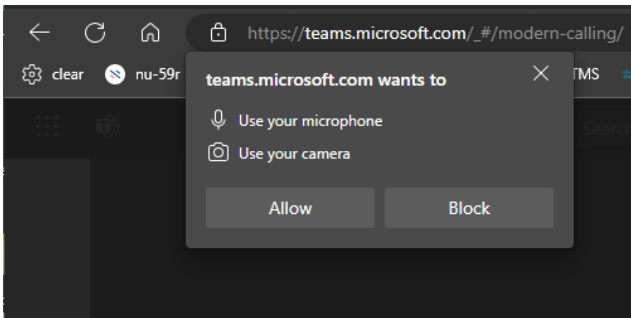 https://teams.microsoft.com/_#/modern-calling/
clear nu-59r TMS
teams.microsoft.com wants to
Use your microphone
Use your camera
Allow Block
Search